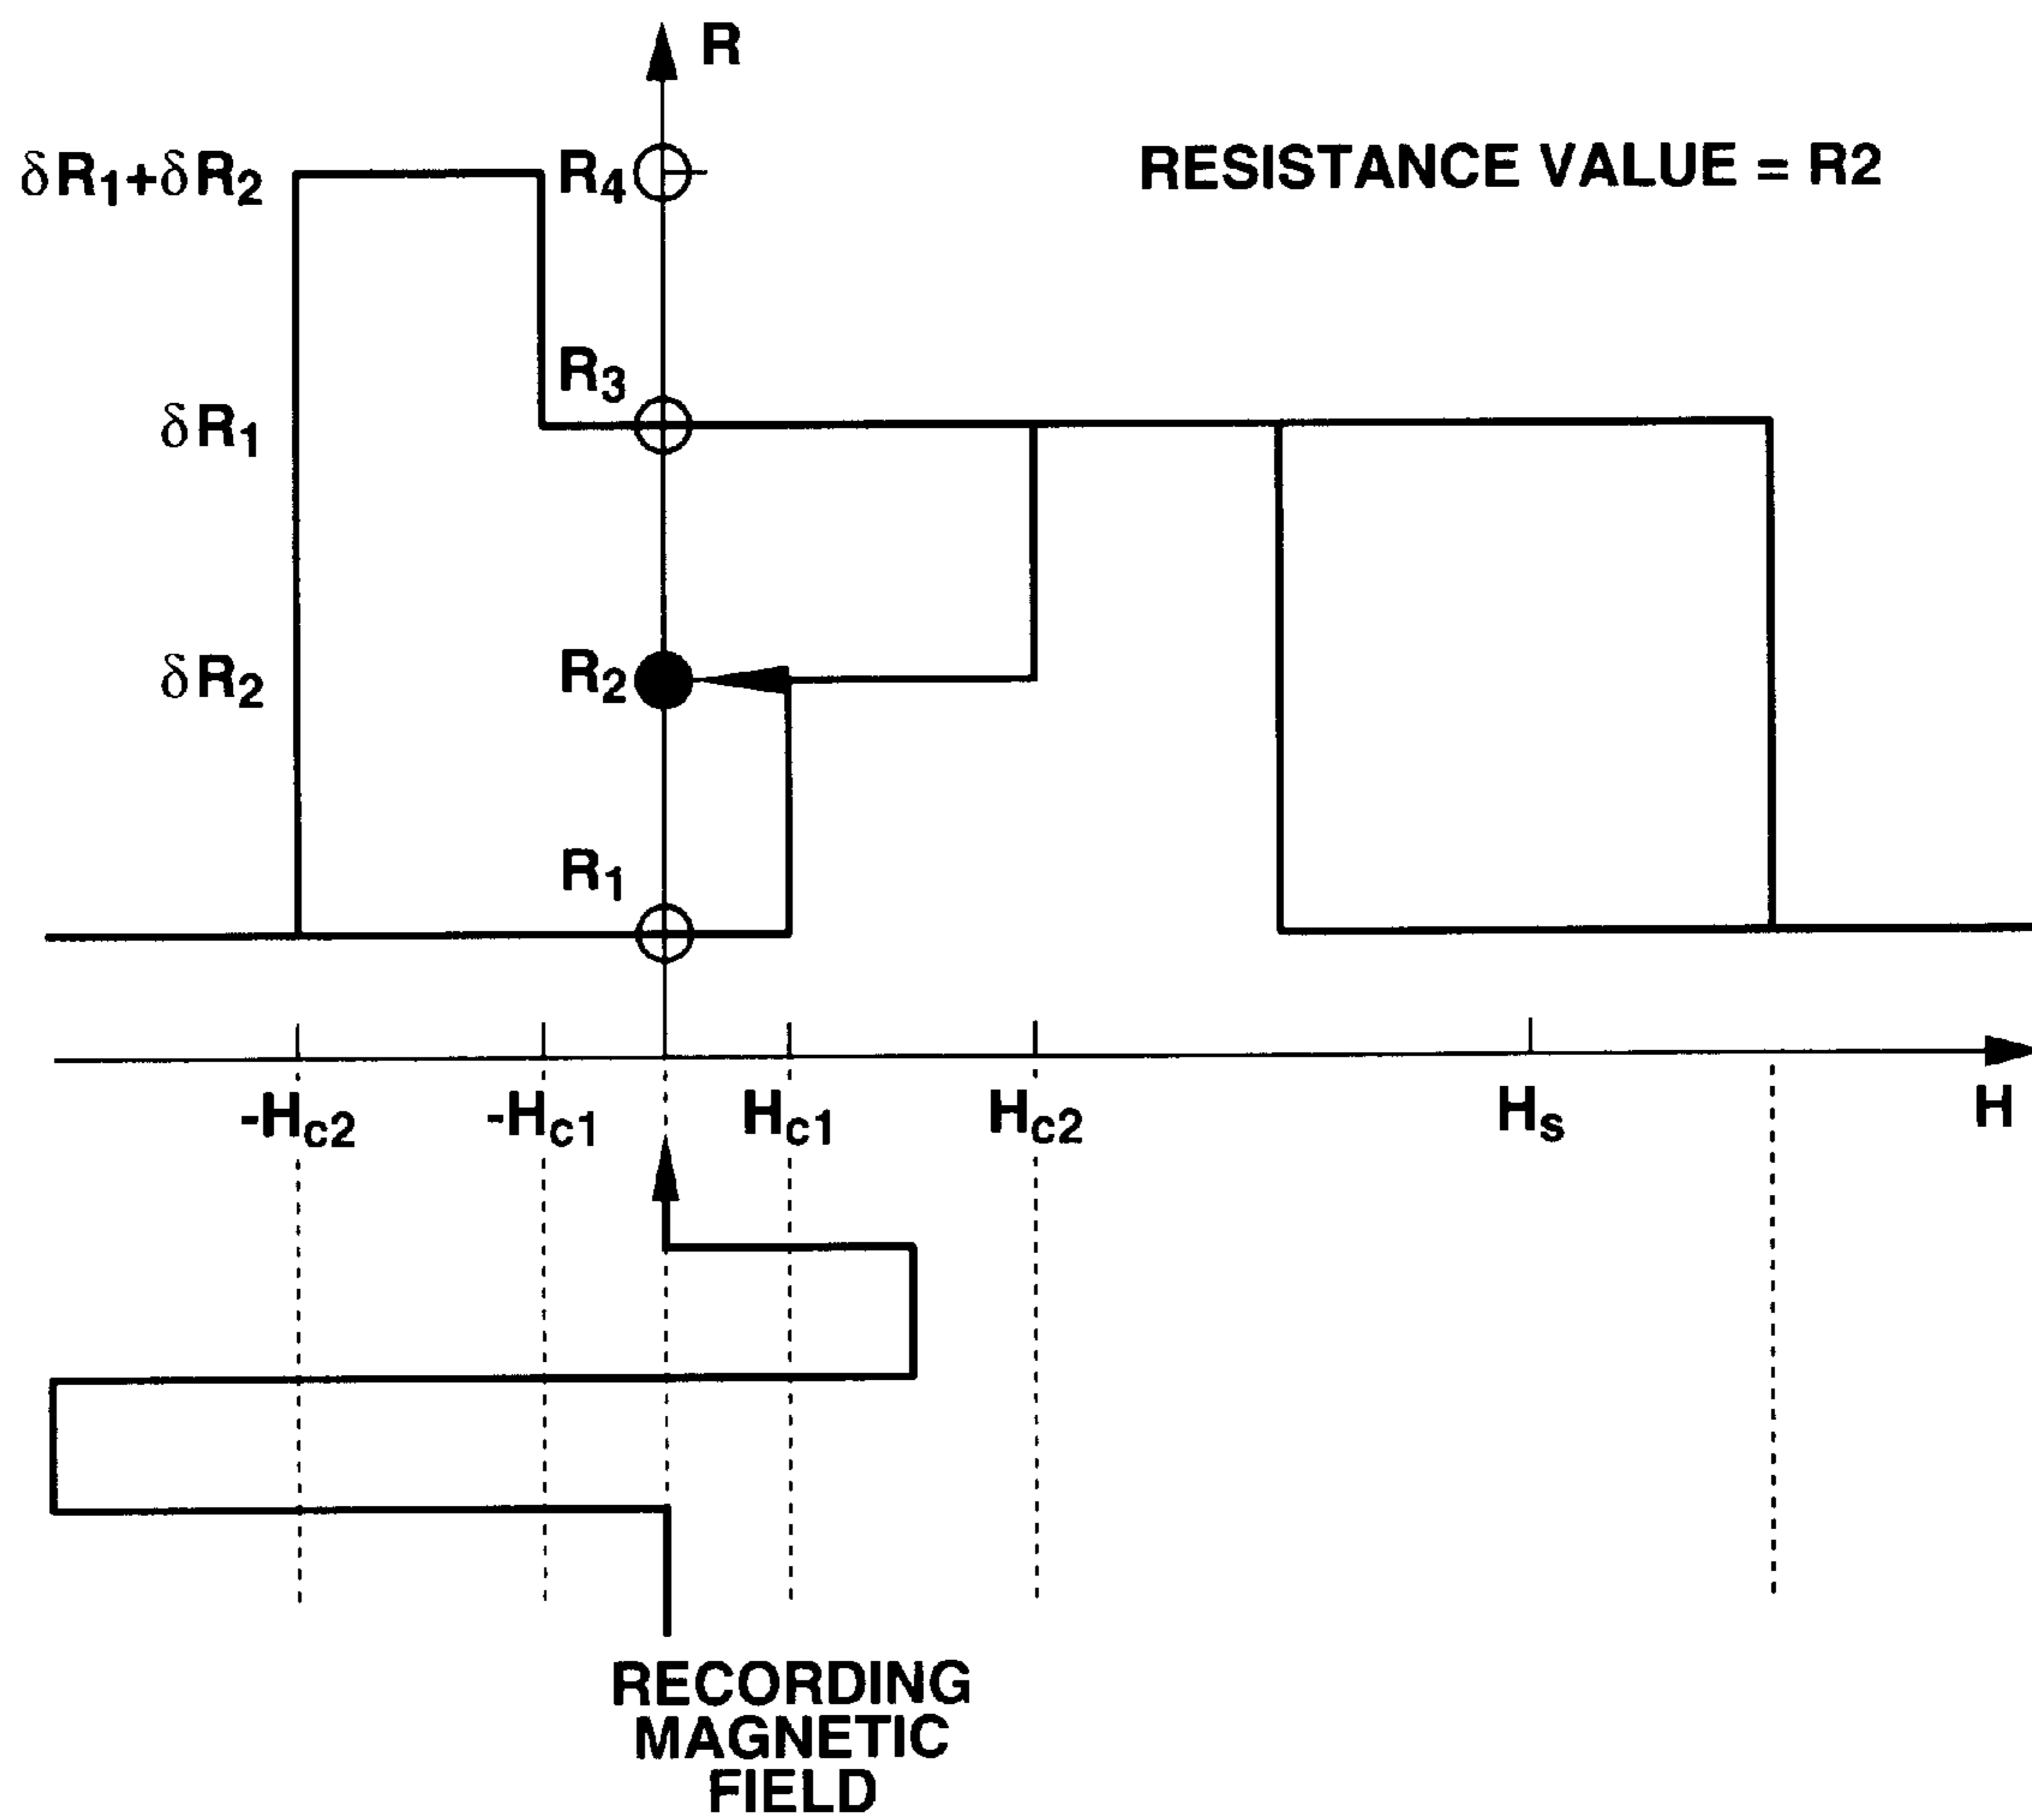 R
δR₁+δR₂
R₄
RESISTANCE VALUE = R2
R₃
δR₁
δR₂
R₂
R₁
-Hc2
-Hc1
Hc1
Hc2
Hs
H
RECORDING
MAGNETIC
FIELD